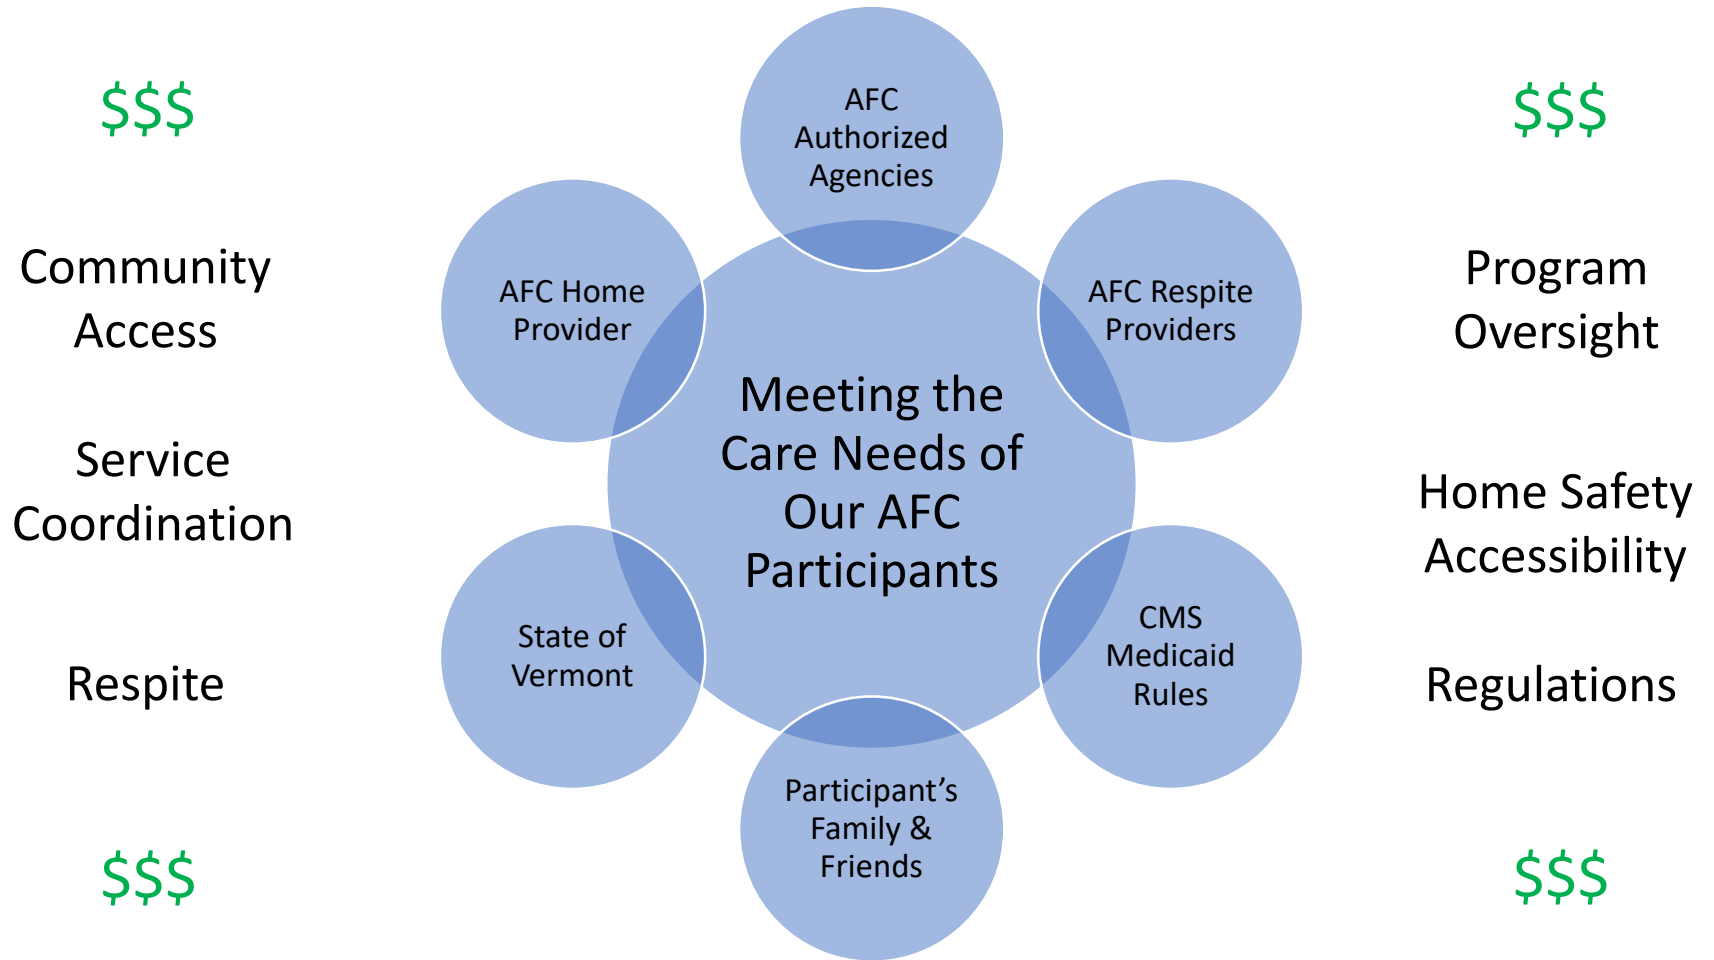 $$$
Community
Access
Service
Coordination
Respite
$$$
AFC
Authorized
Agencies
AFC Home
Provider
AFC Respite
Providers
Meeting the
Care Needs of
Our AFC
Participants
State of
Vermont
CMS
Medicaid
Rules
Participant’s
Family &
Friends
$$$
Program
Oversight
Home Safety
Accessibility
Regulations
$$$